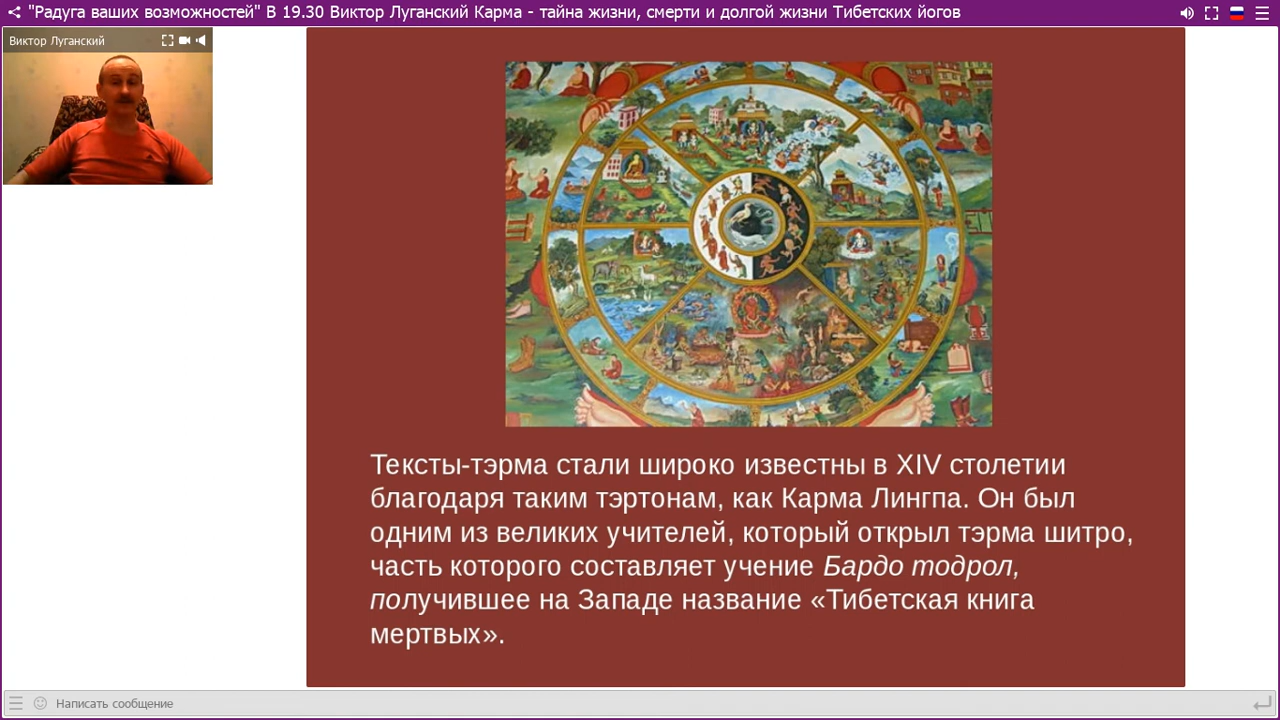 "Радуга ваших возможностей" В 19.30 Виктор Луганский Карма - тайна жизни, смерти и долгой жизни Тибетских йогов
Виктор Луганский
Тексты-тэрма стали широко известны в XIV столетии
благодаря таким тэртонам, как Карма Лингпа. Он был
одним из великих учителей, который открыл тэрма шитро,
часть которого составляет учение Бардо тодрол,
получившее на Западе название «Тибетская книга
мертвых».
Написать сообщение